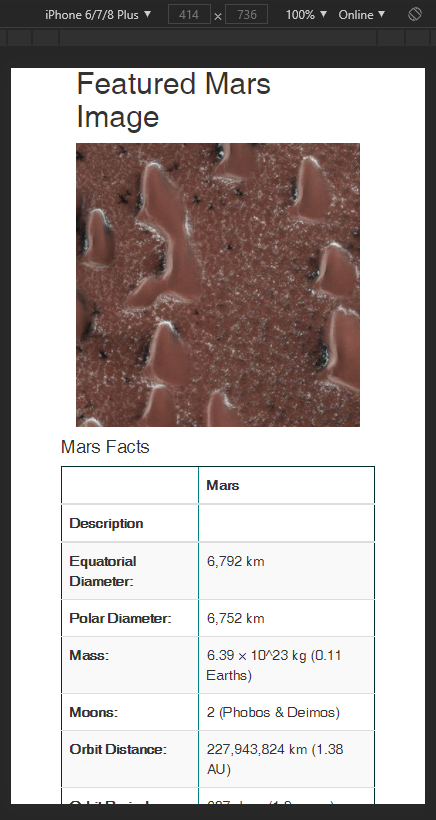 iPhone 6/7/8 Plus ▼ 414 x 736 100% ▼ Online ▼
Featured Mars
Image
Mars Facts
Mars
Description
Equatorial
Diameter:
6,792 km
Polar Diameter: 6,752 km
Mass: 6.39 × 10^23 kg (0.11
Earths)
Moons: 2 (Phobos & Deimos)
Orbit Distance: 227,943,824 km (1.38
AU)